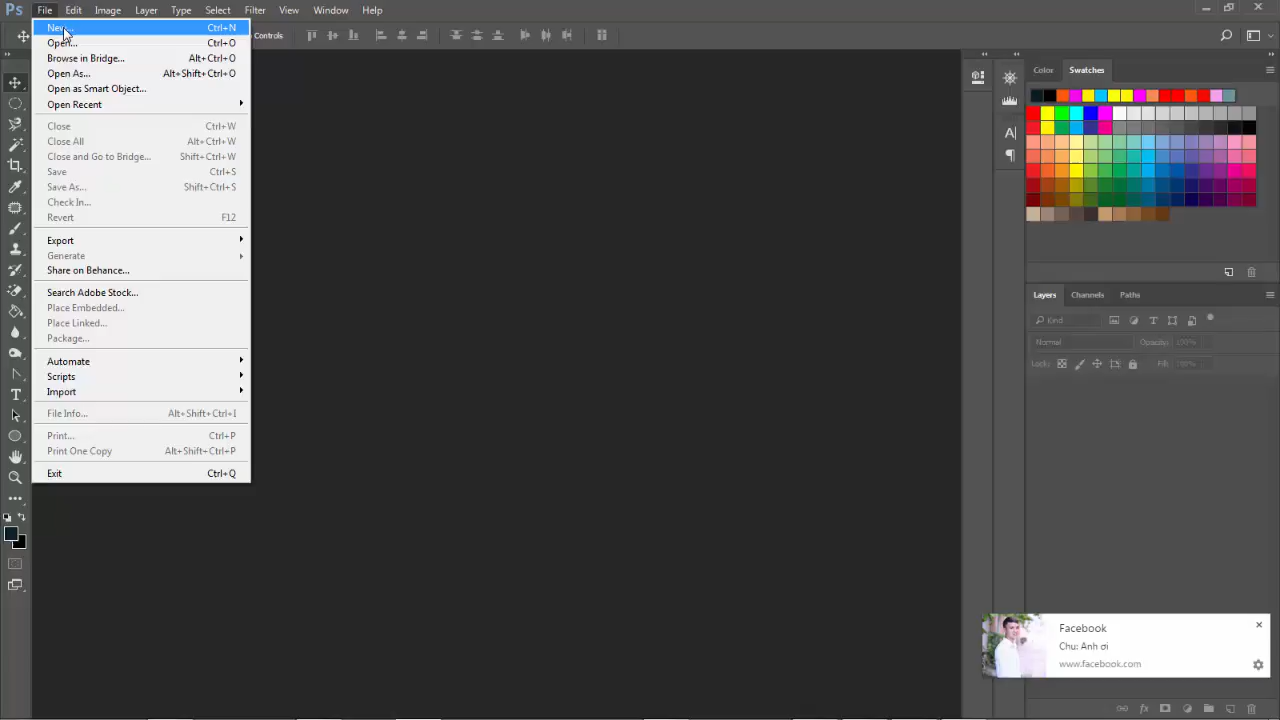 Ps File Edit Image Layer Type Select Filter View Window Help
Controls
New... Ctrl+N
Open... Ctrl+O
Browse in Bridge... Alt+Ctrl+O
Open As... Alt+Shift+Ctrl+O
Open as Smart Object...
Open Recent
Close Ctrl+W
Close All Alt+Ctrl+W
Close and Go to Bridge... Shift+Ctrl+W
Save Ctrl+S
Save As... Shift+Ctrl+S
Check In...
Revert F12
Export
Generate
Share on Behance...
Search Adobe Stock...
Place Embedded...
Place Linked...
Package...
Automate
Scripts
Import
File Info... Alt+Shift+Ctrl+I
Print... Ctrl+P
Print One Copy Alt+Shift+Ctrl+P
Exit Ctrl+Q
Color Swatches
Layers Channels Paths
Kind
Normal Opacity: 100%
Lock: Fill: 100%
Facebook
Chu: Anh ơi
www.facebook.com